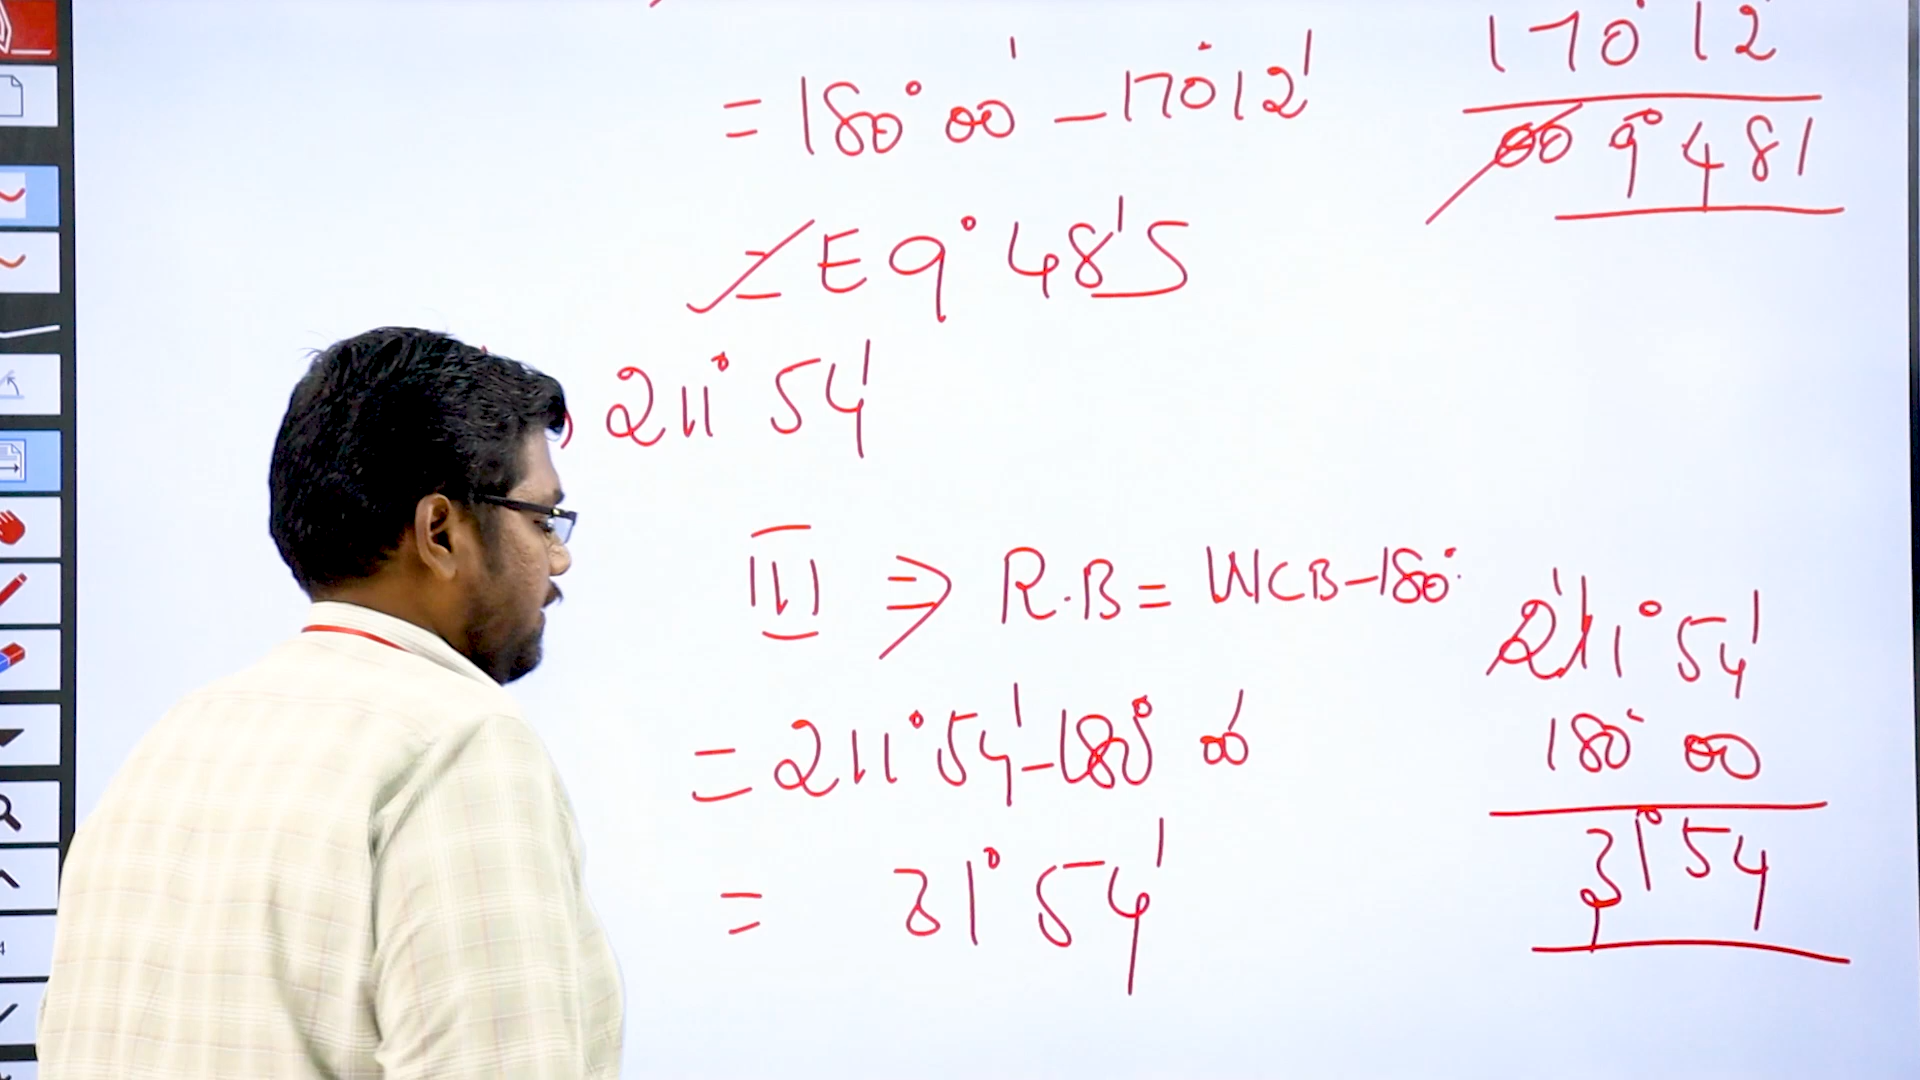 = 180° 00' - 170° 12'
= E 9° 48' S
) 211° 54'
III ⇒ R.B = WCB - 180°
= 211° 54' - 180° 00'
= 31° 54'
170° 12'
9° 48'
211° 54'
180° 00
31° 54